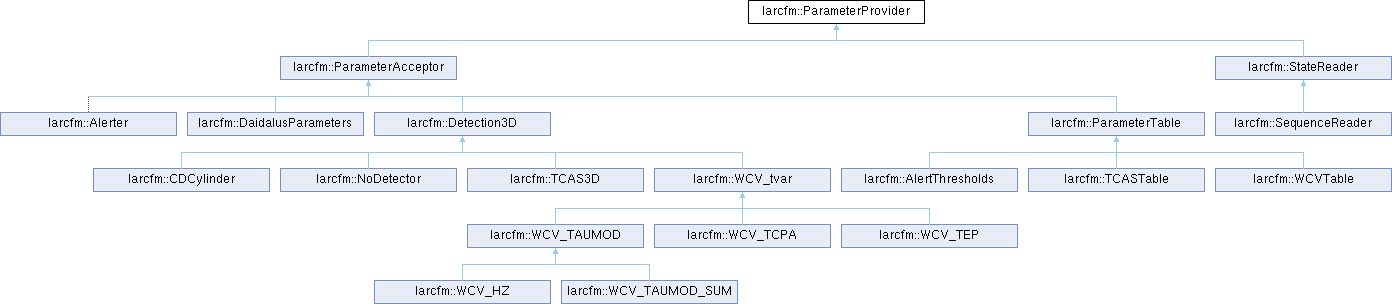 larcfm::ParameterProvider
larcfm::ParameterAcceptor
larcfm::StateReader
larcfm::Alerter
larcfm::DaidalusParameters
larcfm::Detection3D
larcfm::ParameterTable
larcfm::SequenceReader
larcfm::CDCylinder
larcfm::NoDetector
larcfm::TCAS3D
larcfm::WCV_tvar
larcfm::AlertThresholds
larcfm::TCASTable
larcfm::WCVTable
larcfm::WCV_TAUMOD
larcfm::WCV_TCPA
larcfm::WCV_TEP
larcfm::WCV_HZ
larcfm::WCV_TAUMOD_SUM